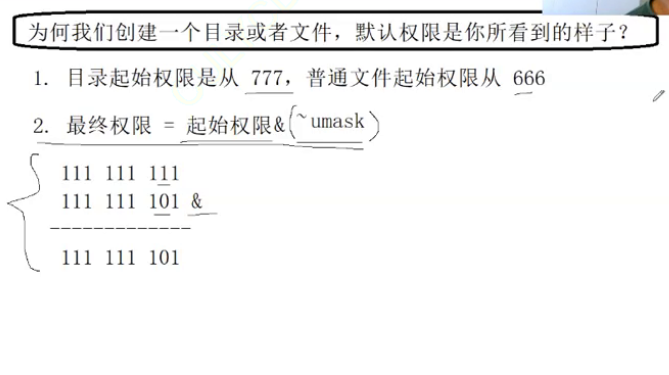 为何我们创建一个目录或者文件，默认权限是你所看到的样子？
1. 目录起始权限是从 777，普通文件起始权限从 666
2. 最终权限 = 起始权限&(~umask)
111 111 111
111 111 101 &
-------------
111 111 101